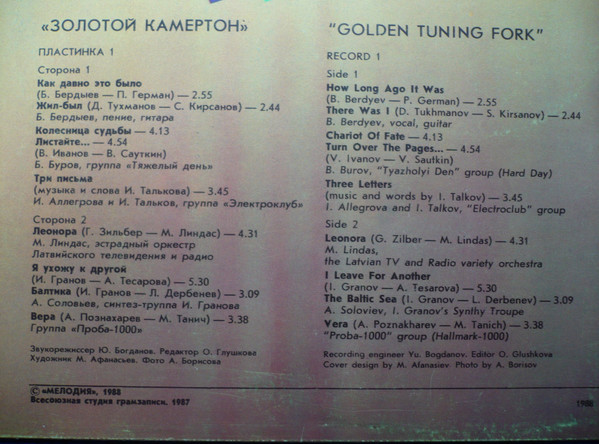 «ЗОЛОТОЙ КАМЕРТОН»
ПЛАСТИНКА 1
Сторона 1
Как давно это было
(Б. Бердыев — П. Герман) — 2.55
Жил-был (Д. Тухманов — С. Кирсанов) — 2.44
Б. Бердыев, пение, гитара
Колесница судьбы — 4.13
Листайте... — 4.54
(В. Иванов — В. Сауткин)
Б. Буров, группа «Тяжелый день»
Три письма
(музыка и слова И. Талькова) — 3.45
И. Аллегрова и И. Тальков, группа «Электроклуб»
Сторона 2
Леонора (Г. Зильбер — М. Линдас) — 4.31
М. Линдас, эстрадный оркестр
Латвийского телевидения и радио
Я ухожу к другой
(И. Гранов — А. Тесарова) — 5.30
Балтика (И. Гранов — Л. Дербенев) — 3.09
А. Соловьев, синтез-труппа И. Гранова
Вера (А. Познахарев — М. Танич) — 3.38
Группа «Проба-1000»
Звукорежиссер Ю. Богданов. Редактор О. Глушкова
Художник М. Афанасьев. Фото А. Борисова
© «МЕЛОДИЯ», 1988
Всесоюзная студия грамзаписи. 1987
"GOLDEN TUNING FORK"
RECORD 1
Side 1
How Long Ago It Was
(B. Berdyev — P. German) — 2.55
There Was I (D. Tukhmanov — S. Kirsanov) — 2.44
B. Berdyev, vocal, guitar
Chariot Of Fate — 4.13
Turn Over The Pages... — 4.54
(V. Ivanov — V. Sautkin)
B. Burov, "Tyazholyi Den" group (Hard Day)
Three Letters
(music and words by I. Talkov) — 3.45
I. Allegrova and I. Talkov, "Electroclub" group
Side 2
Leonora (G. Zilber — M. Lindas) — 4.31
M. Lindas,
the Latvian TV and Radio variety orchestra
I Leave For Another
(I. Granov — A. Tesarova) — 5.30
The Baltic Sea (I. Granov — L. Derbenev) — 3.09
A. Soloviev, I. Granov's Synthy Troupe
Vera (A. Poznakharev — M. Tanich) — 3.38
"Proba-1000" group (Hallmark-1000)
Recording engineer Yu. Bogdanov. Editor O. Glushkova
Cover design by M. Afanasiev Photo by A. Borisov
1988